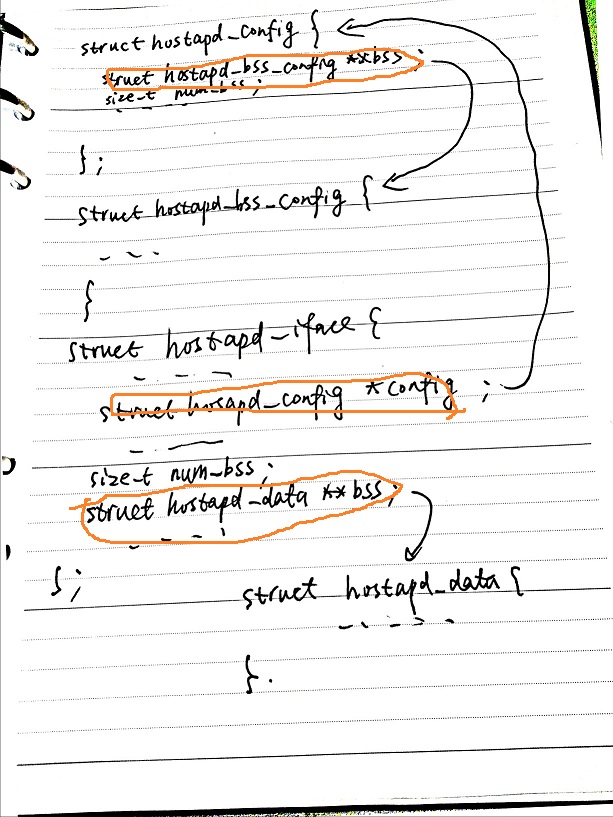 struct hostapd_config {
struct hostapd_bss_config **bss;
size_t num_bss;
- - - -
};
struct hostapd_bss_config {
- - -
}
struct hostapd_iface {
- - - -
struct hosapd_config *config ;
- - —
size_t num_bss;
struct hostapd_data **bss;
- - - -
};
struct hostapd_data {
- - - - -
}.